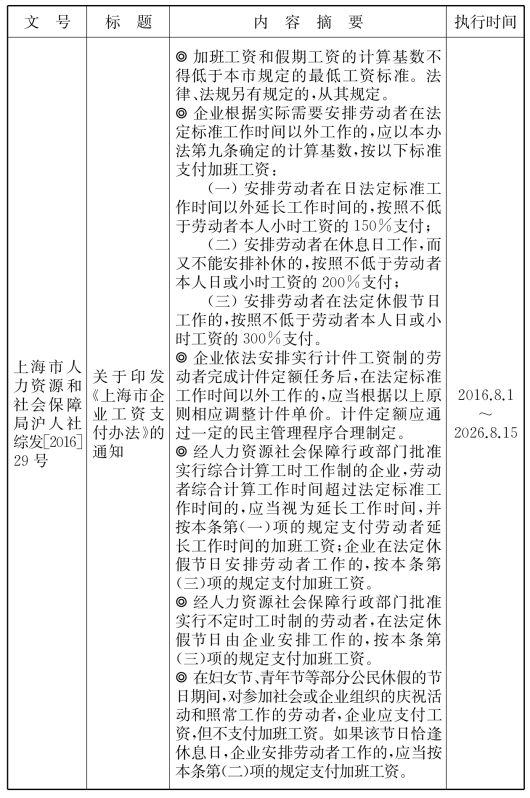 文　号
标　题
内　容　摘　要
执行时间
上海市人
力资源和
社会保障
局沪人社
综发[2016]
29 号
关于印发
《上海市企
业工资支
付办法》的
通知
◎ 加班工资和假期工资的计算基数不
得低于本市规定的最低工资标准。法
律、法规另有规定的,从其规定。
◎ 企业根据实际需要安排劳动者在法
定标准工作时间以外工作的,应以本办
法第九条确定的计算基数,按以下标准
支付加班工资:
（一）安排劳动者在日法定标准工
作时间以外延长工作时间的,按照不低
于劳动者本人小时工资的 150%支付;
（二）安排劳动者在休息日工作,而
又不能安排补休的,按照不低于劳动者
本人日或小时工资的 200%支付;
（三）安排劳动者在法定休假节日
工作的,按照不低于劳动者本人日或小
时工资的 300%支付。
◎ 企业依法安排实行计件工资制的劳
动者完成计件定额任务后,在法定标准
工作时间以外工作的,应当根据以上原
则相应调整计件单价。计件定额应通
过一定的民主管理程序合理制定。
◎ 经人力资源社会保障行政部门批准
实行综合计算工时工作制的企业,劳动
者综合计算工作时间超过法定标准工
作时间的,应当视为延长工作时间,并
按本条第(一)项的规定支付劳动者延
长工作时间的加班工资;企业在法定休
假节日安排劳动者工作的,按本条第
(三)项的规定支付加班工资。
◎ 经人力资源社会保障行政部门批准
实行不定时工时制的劳动者,在法定休
假节日由企业安排工作的,按本条第
(三)项的规定支付加班工资。
◎ 在妇女节、青年节等部分公民休假的节
日期间,对参加社会或企业组织的庆祝
活动和照常工作的劳动者,企业应支付工
资,但不支付加班工资。如果该节日恰逢
休息日,企业安排劳动者工作的,应当按
本条第(二)项的规定支付加班工资。
2016.8.1
～
2026.8.15